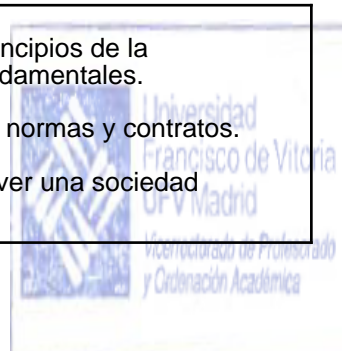 ncipios de la
damentales.
normas y contratos.
ver una sociedad
Universidad
Francisco de Vitoria
UFV Madrid
Vicerrectorado de Profesorado
y Ordenación Académica